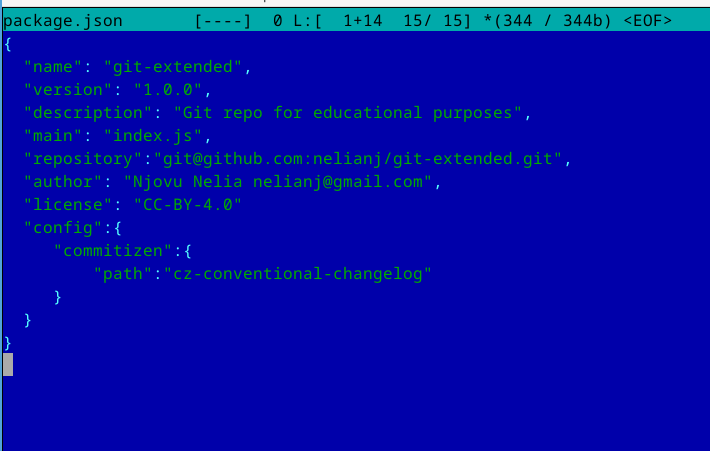 package.json       [----]  0 L:[  1+14  15/ 15] *(344 / 344b) <EOF>
{
  "name": "git-extended",
  "version": "1.0.0",
  "description": "Git repo for educational purposes",
  "main": "index.js",
  "repository":"git@github.com:nelianj/git-extended.git",
  "author": "Njovu Nelia nelianj@gmail.com",
  "license": "CC-BY-4.0"
  "config":{
     "commitizen":{
         "path":"cz-conventional-changelog"
     }
  }
}